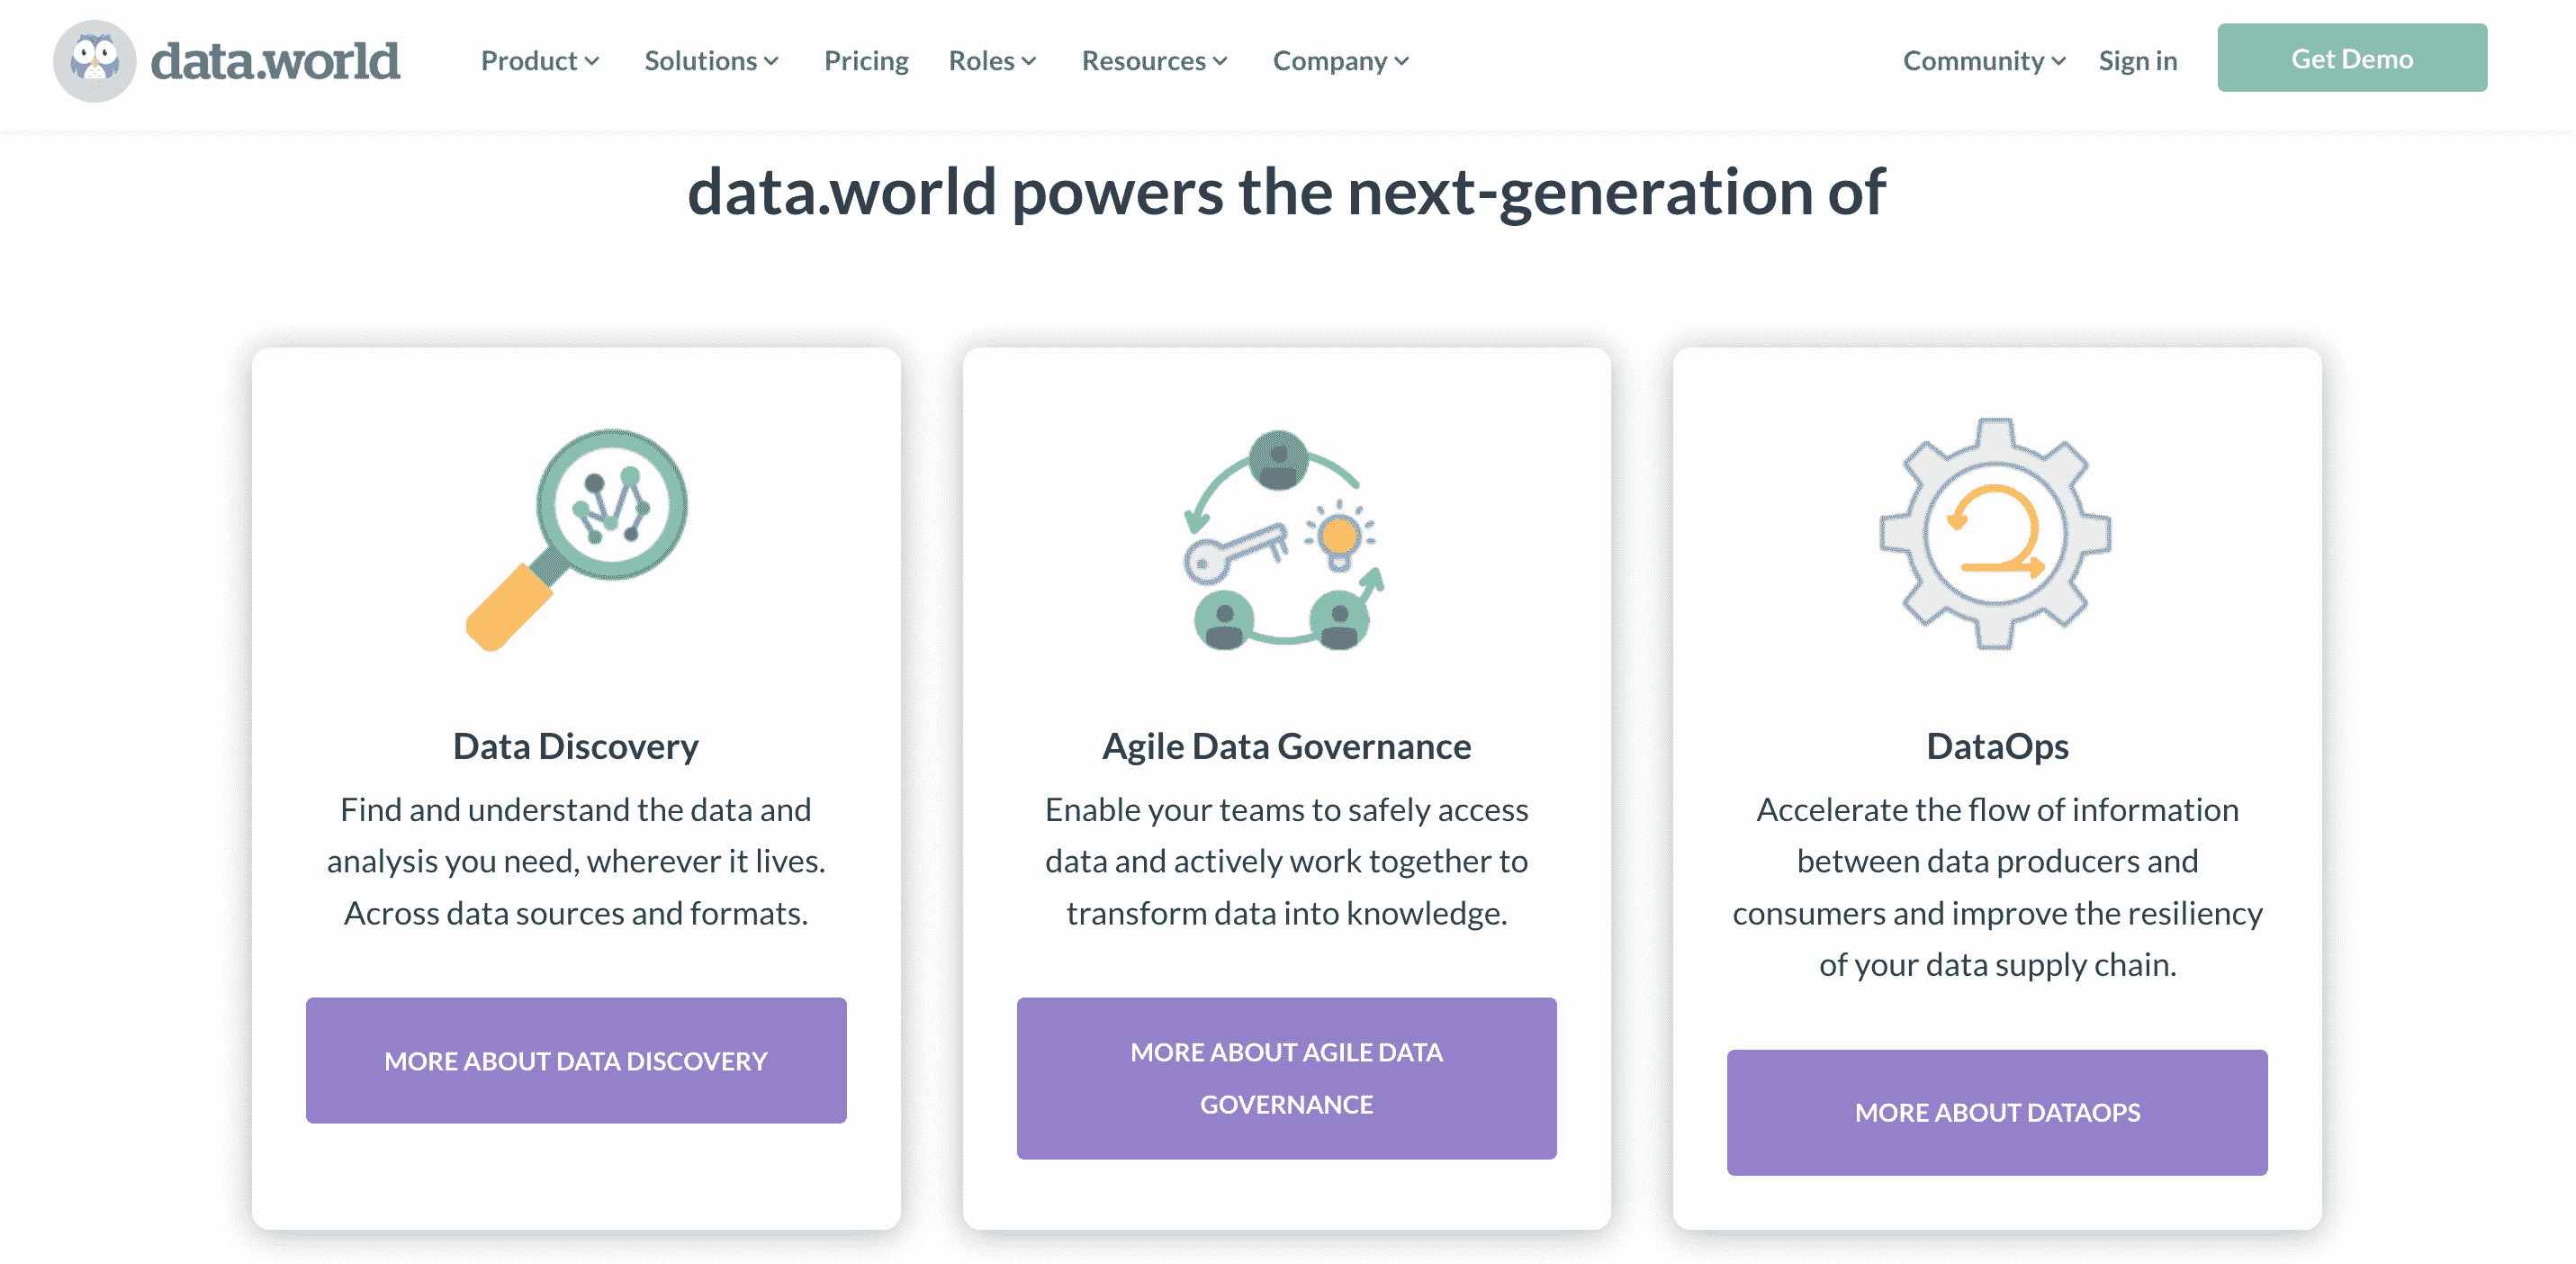 data.world
Product
Solutions
Pricing
Roles
Resources
Company
Community
Sign in
Get Demo
data.world powers the next-generation of
Data Discovery
Find and understand the data and
analysis you need, wherever it lives.
Across data sources and formats.
MORE ABOUT DATA DISCOVERY
Agile Data Governance
Enable your teams to safely access
data and actively work together to
transform data into knowledge.
MORE ABOUT AGILE DATA
GOVERNANCE
DataOps
Accelerate the flow of information
between data producers and
consumers and improve the resiliency
of your data supply chain.
MORE ABOUT DATAOPS